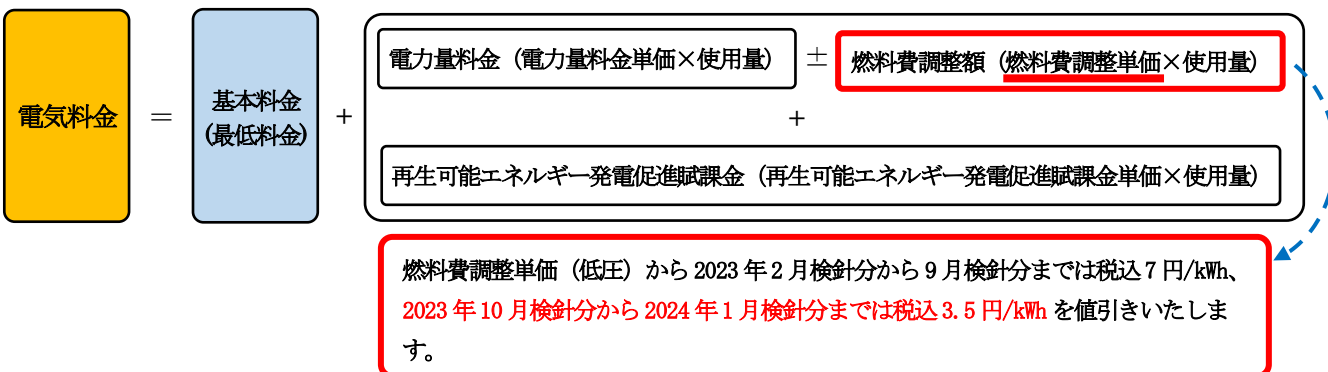 電気料金
＝
基本料金
(最低料金)
+
電力量料金（電力量料金単価×使用量）
±
燃料費調整額（燃料費調整単価×使用量）
+
再生可能エネルギー発電促進賦課金（再生可能エネルギー発電促進賦課金単価×使用量）
燃料費調整単価（低圧）から 2023 年 2 月検針分から 9 月検針分までは税込 7 円/kWh、
2023 年 10 月検針分から 2024 年 1 月検針分までは税込 3.5 円/kWh を値引きいたしま
す。